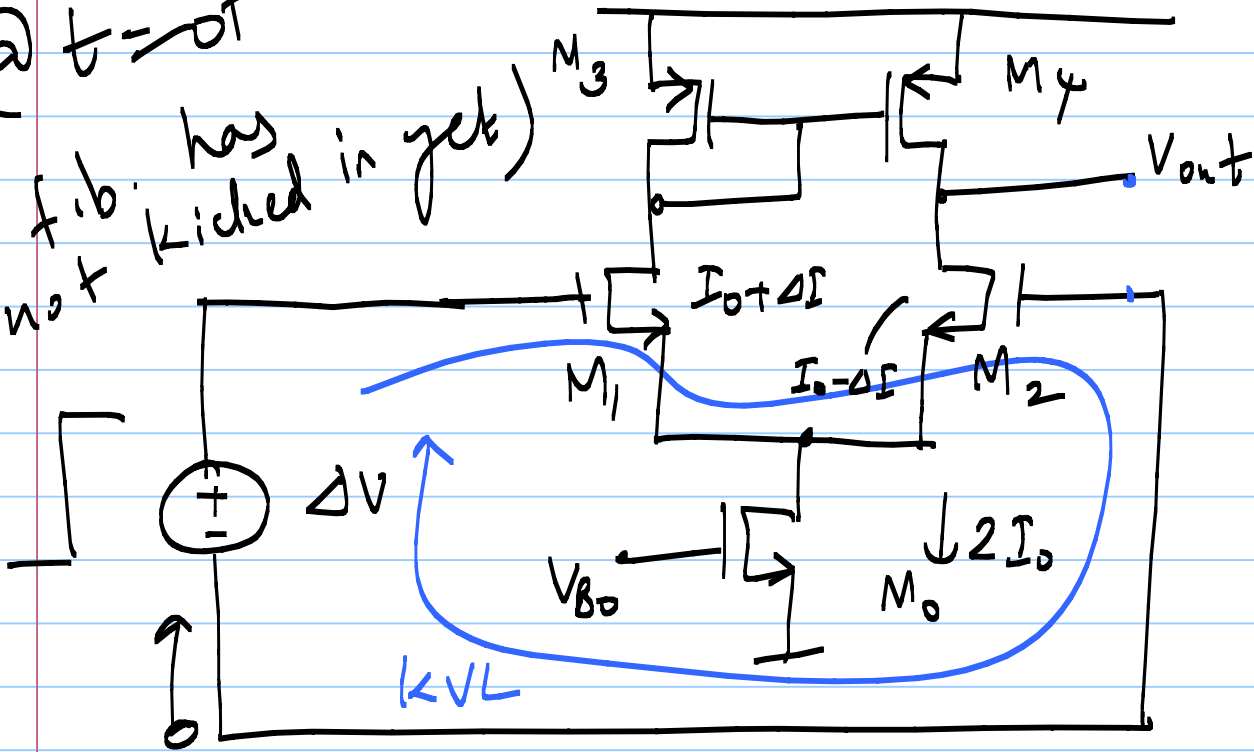 @ t=0+
f.b. has
not kicked in yet)
M3
M4
Vout
I0+ΔI
I0-ΔI
M1
M2
+
-
ΔV
VB0
M0
2I0
KVL